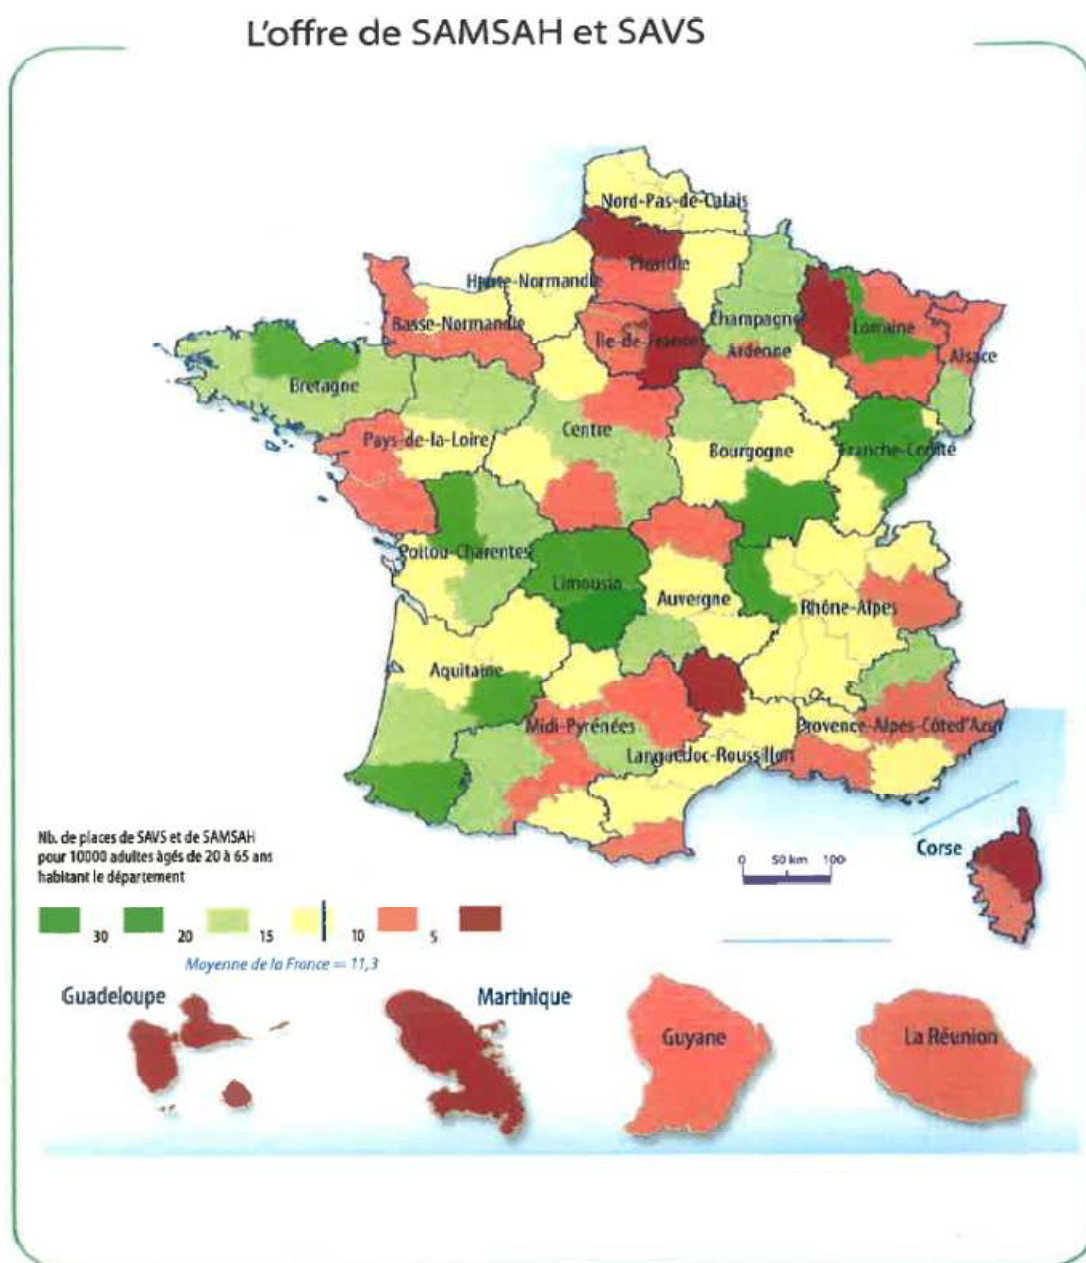 L'offre de SAMSAH et SAVS
Nord-Pas-de-Calais
Picardie
Haute-Normandie
Basse-Normandie
Île-de-France
Champagne
Ardenne
Lorraine
Alsace
Bretagne
Pays-de-la-Loire
Centre
Bourgogne
Franche-Comté
Poitou-Charentes
Limousin
Auvergne
Rhône-Alpes
Aquitaine
Midi-Pyrénées
Languedoc-Roussillon
Provence-Alpes-Côted'Azur
Nb. de places de SAVS et de SAMSAH
pour 10000 adultes âgés de 20 à 65 ans
habitant le département
0 50 km 100
Corse
30 20 15 10 5
Moyenne de la France = 11,3
Guadeloupe
Martinique
Guyane
La Réunion